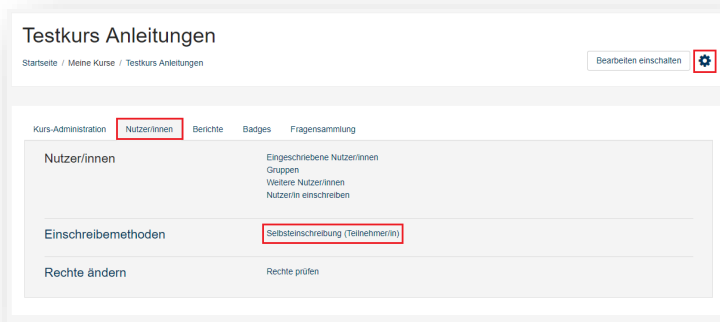 Testkurs Anleitungen
Startseite / Meine Kurse / Testkurs Anleitungen
Bearbeiten einschalten
Kurs-Administration Nutzer/innen Berichte Badges Fragensammlung
Nutzer/innen
Eingeschriebene Nutzer/innen
Gruppen
Weitere Nutzer/innen
Nutzer/in einschreiben
Einschreibemethoden
Selbsteinschreibung (Teilnehmer/in)
Rechte ändern
Rechte prüfen